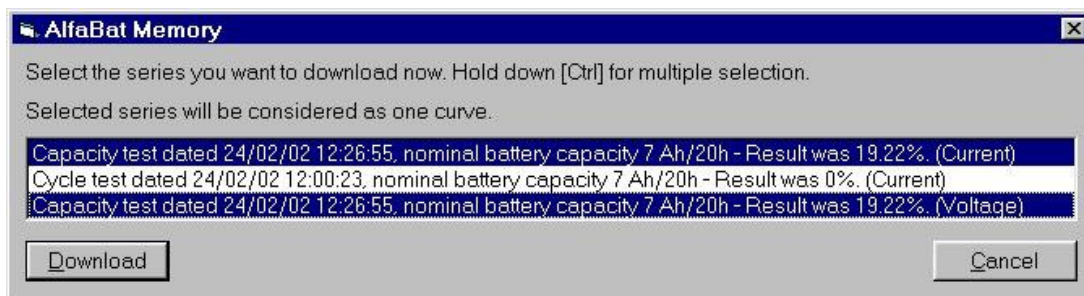 AlfaBat Memory
Select the series you want to download now. Hold down [Ctrl] for multiple selection.
Selected series will be considered as one curve.
Capacity test dated 24/02/02 12:26:55, nominal battery capacity 7 Ah/20h - Result was 19.22%. (Current)
Cycle test dated 24/02/02 12:00:23, nominal battery capacity 7 Ah/20h - Result was 0%. (Current)
Capacity test dated 24/02/02 12:26:55, nominal battery capacity 7 Ah/20h - Result was 19.22%. (Voltage)
Download Cancel